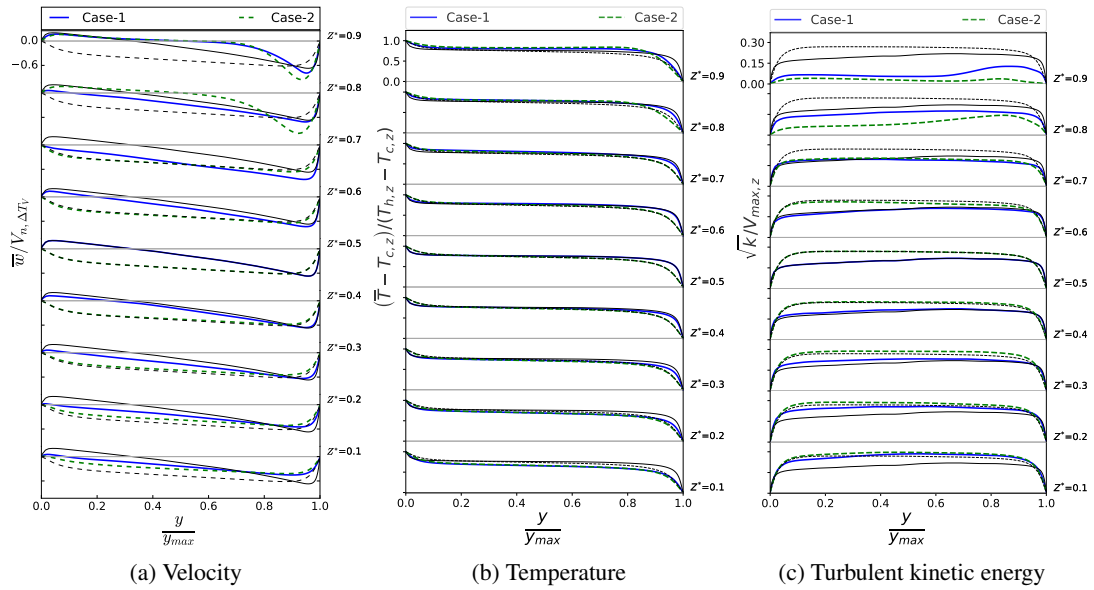 Case-1 Case-2
0.0
−0.6
w̅/V_{n, ΔT_V}
Z*=0.9
Z*=0.8
Z*=0.7
Z*=0.6
Z*=0.5
Z*=0.4
Z*=0.3
Z*=0.2
Z*=0.1
0.0 0.2 0.4 0.6 0.8 1.0
y
y_{max}
(a) Velocity
Case-1 Case-2
1.0
0.5
0.0
(T̅ − T_{c,z})/(T_{h,z} − T_{c,z})
Z*=0.9
Z*=0.8
Z*=0.7
Z*=0.6
Z*=0.5
Z*=0.4
Z*=0.3
Z*=0.2
Z*=0.1
0.0 0.2 0.4 0.6 0.8 1.0
y
y_{max}
(b) Temperature
Case-1 Case-2
0.30
0.15
0.00
√k̅/V_{max,z}
Z*=0.9
Z*=0.8
Z*=0.7
Z*=0.6
Z*=0.5
Z*=0.4
Z*=0.3
Z*=0.2
Z*=0.1
0.0 0.2 0.4 0.6 0.8 1.0
y
y_{max}
(c) Turbulent kinetic energy